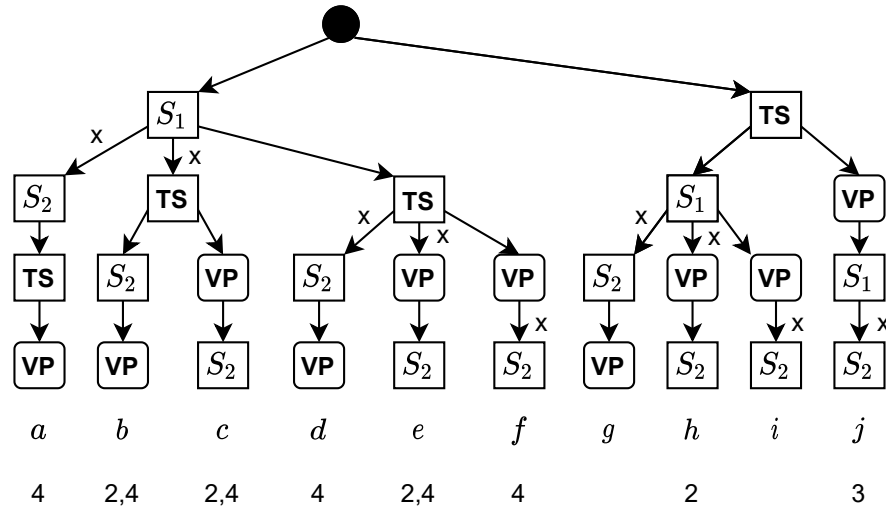 S₁ TS
x x
S₂ TS TS S₁ VP
x x x x
TS S₂ VP S₂ VP VP S₂ VP VP S₁
x x x
VP VP S₂ VP S₂ S₂ VP S₂ S₂ S₂
a b c d e f g h i j
4 2,4 2,4 4 2,4 4 2 3